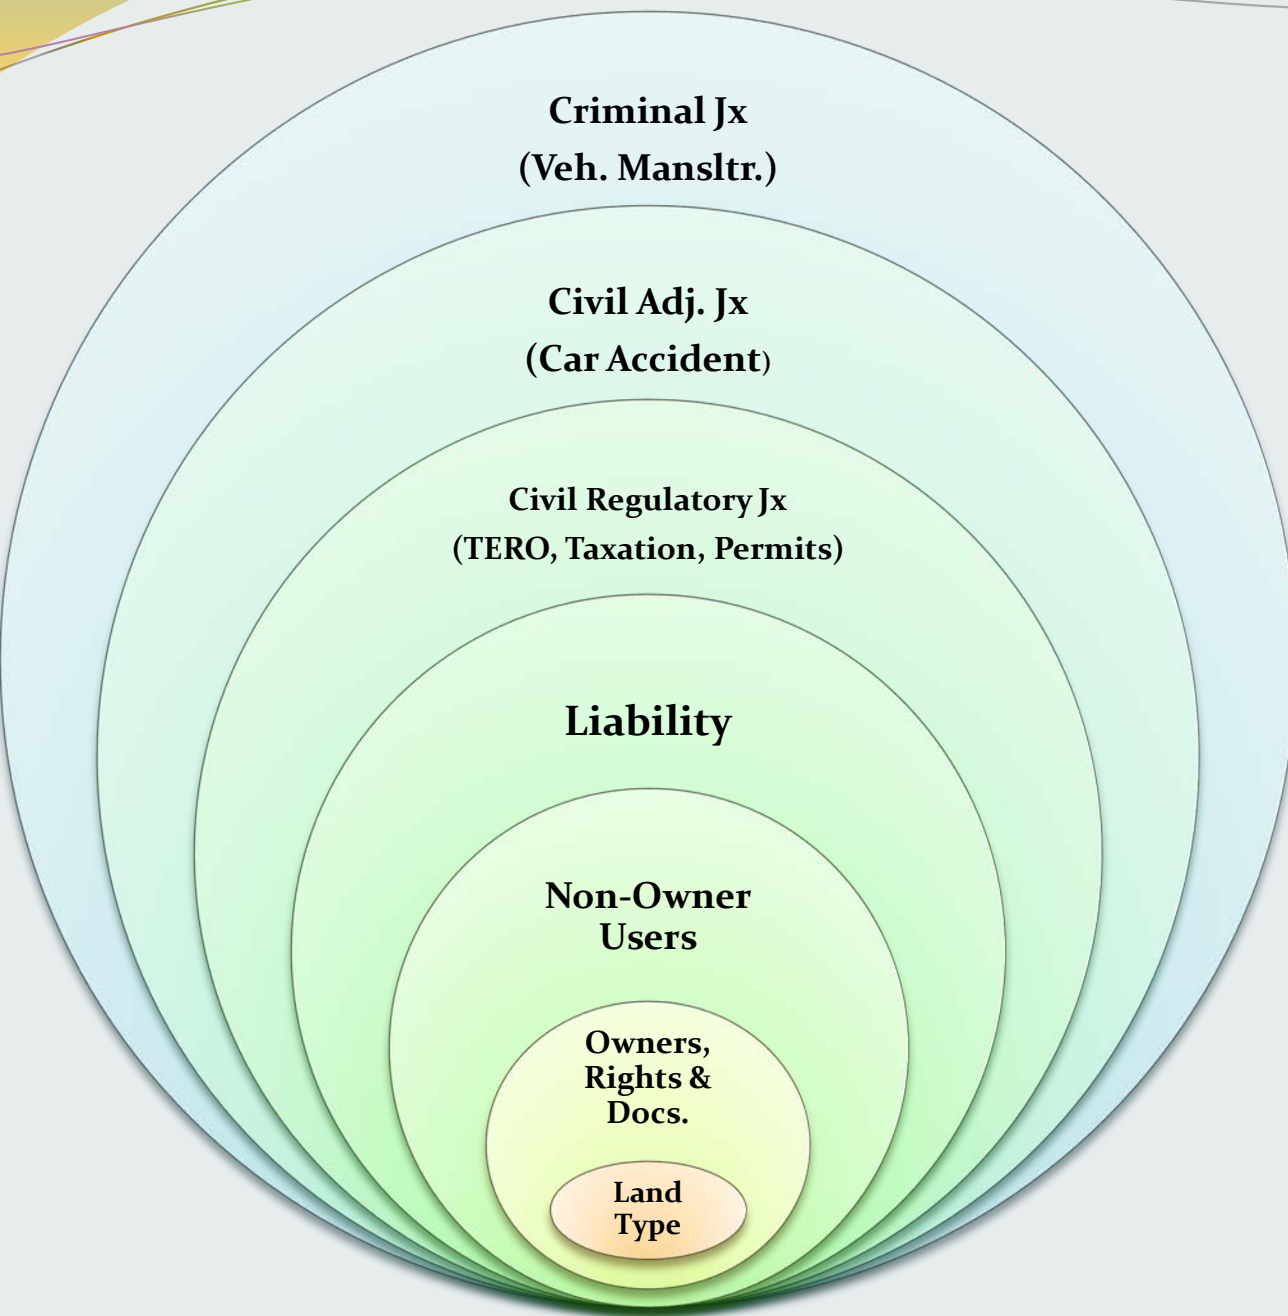 Criminal Jx
(Veh. Mansltr.)
Civil Adj. Jx
(Car Accident)
Civil Regulatory Jx
(TERO, Taxation, Permits)
Liability
Non-Owner
Users
Owners,
Rights &
Docs.
Land
Type